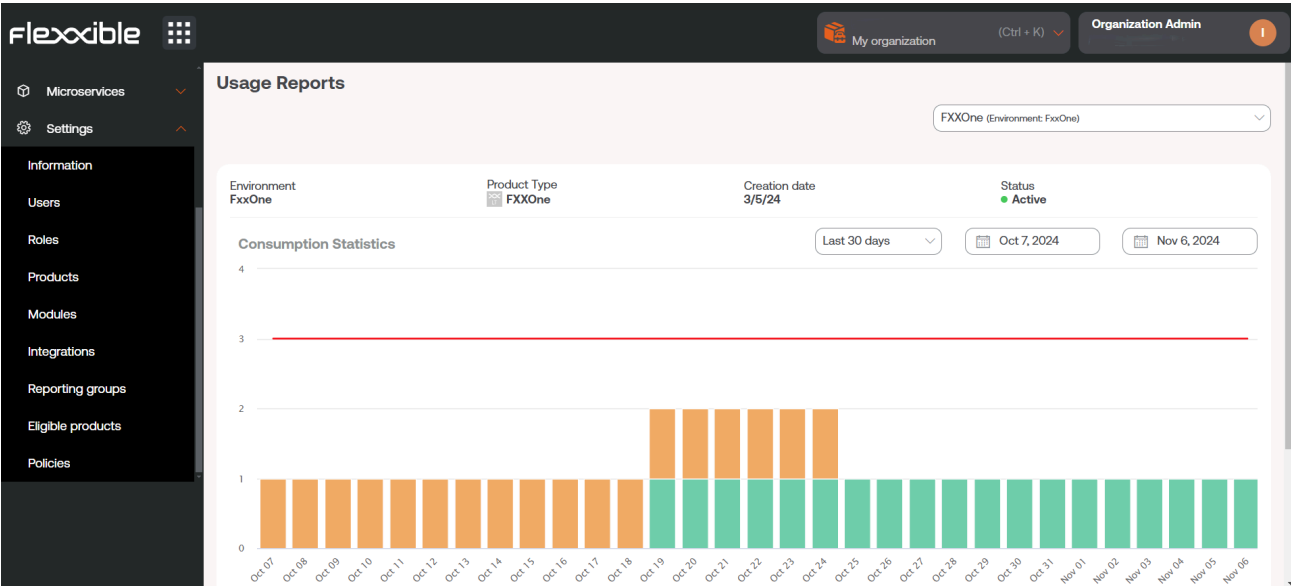 Flexxible
My organization
(Ctrl + K)
Organization Admin
I
Microservices
Settings
Information
Users
Roles
Products
Modules
Integrations
Reporting groups
Eligible products
Policies
Usage Reports
FXXOne (Environment: FxxOne)
Environment
FxxOne
Product Type
FXXOne
Creation date
3/5/24
Status
Active
Consumption Statistics
Last 30 days
Oct 7, 2024
Nov 6, 2024
4
3
2
1
0
Oct 07
Oct 08
Oct 09
Oct 10
Oct 11
Oct 12
Oct 13
Oct 14
Oct 15
Oct 16
Oct 17
Oct 18
Oct 19
Oct 20
Oct 21
Oct 22
Oct 23
Oct 24
Oct 25
Oct 26
Oct 27
Oct 28
Oct 29
Oct 30
Oct 31
Nov 01
Nov 02
Nov 03
Nov 04
Nov 05
Nov 06